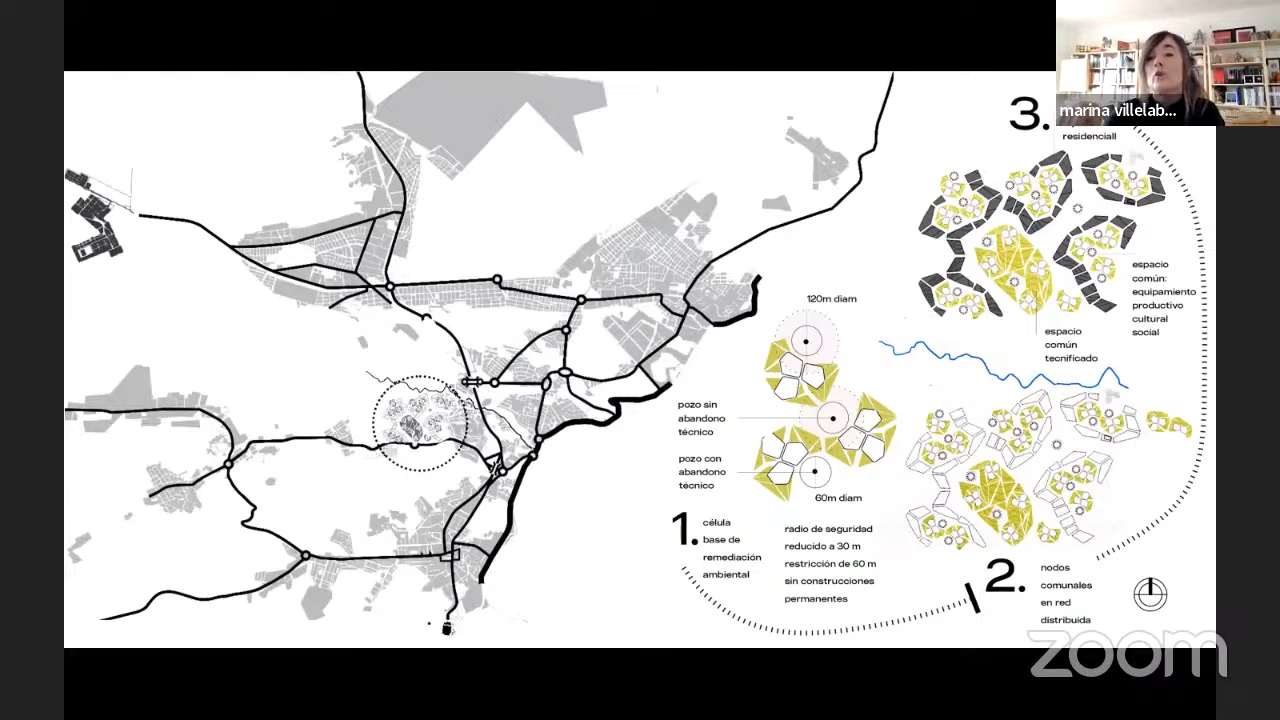 marina villelab...
3.
residenciall
espacio
común:
equipamiento
productivo
cultural
social
espacio
común
tecnificado
120m diam
pozo sin
abandono
técnico
pozo con
abandono
técnico
60m diam
1.
célula
base de
remediación
ambiental
radio de seguridad
reducido a 30 m
restricción de 60 m
sin construcciones
permanentes
2.
nodos
comunales
en red
distribuida
zoom